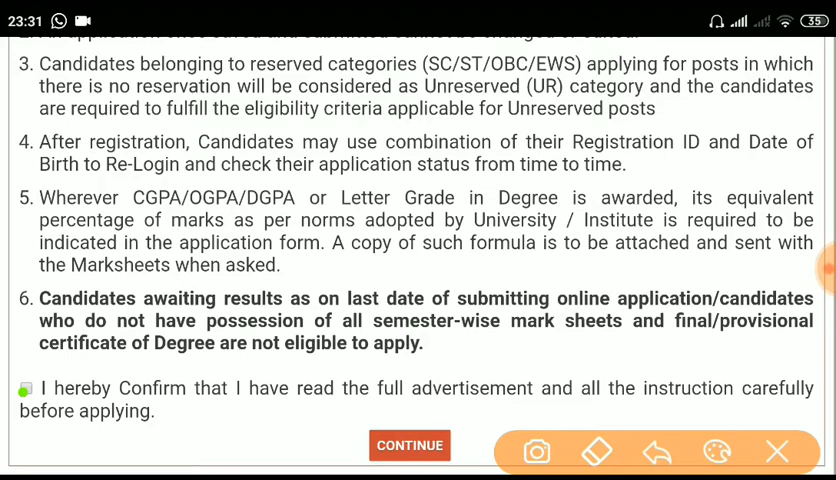 23:31
35
3. Candidates belonging to reserved categories (SC/ST/OBC/EWS) applying for posts in which
there is no reservation will be considered as Unreserved (UR) category and the candidates
are required to fulfill the eligibility criteria applicable for Unreserved posts
4. After registration, Candidates may use combination of their Registration ID and Date of
Birth to Re-Login and check their application status from time to time.
5. Wherever CGPA/OGPA/DGPA or Letter Grade in Degree is awarded, its equivalent
percentage of marks as per norms adopted by University / Institute is required to be
indicated in the application form. A copy of such formula is to be attached and sent with
the Marksheets when asked.
6. Candidates awaiting results as on last date of submitting online application/candidates
who do not have possession of all semester-wise mark sheets and final/provisional
certificate of Degree are not eligible to apply.
I hereby Confirm that I have read the full advertisement and all the instruction carefully
before applying.
CONTINUE